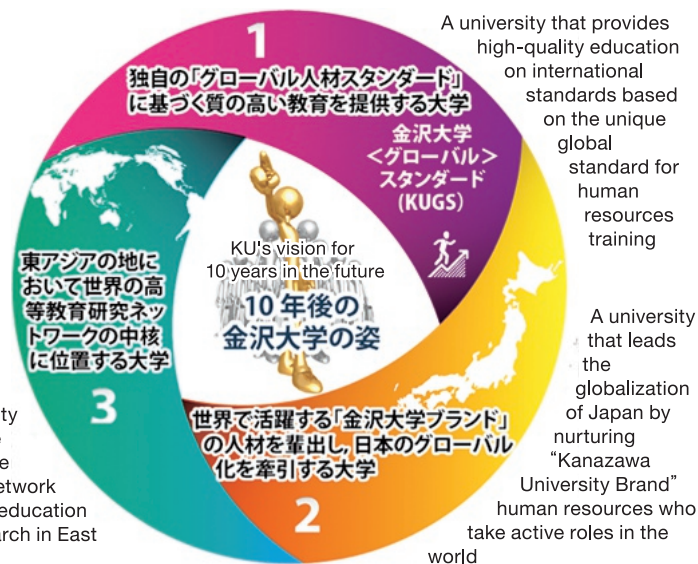 1
独自の「グローバル人材スタンダード」
に基づく質の高い教育を提供する大学
金沢大学
＜グローバル＞
スタンダード
(KUGS)
A university that provides
high-quality education
on international
standards based
on the unique
global
standard for
human
resources
training
KU's vision for
10 years in the future
10年後の
金沢大学の姿
世界で活躍する「金沢大学ブランド」
の人材を輩出し，日本のグローバル
化を牽引する大学
2
A university
that leads
the
globalization
of Japan by
nurturing
“Kanazawa
University Brand”
human resources who
take active roles in the
world
東アジアの地に
おいて世界の高
等教育研究ネッ
トワークの中核
に位置する大学
3
education
in East